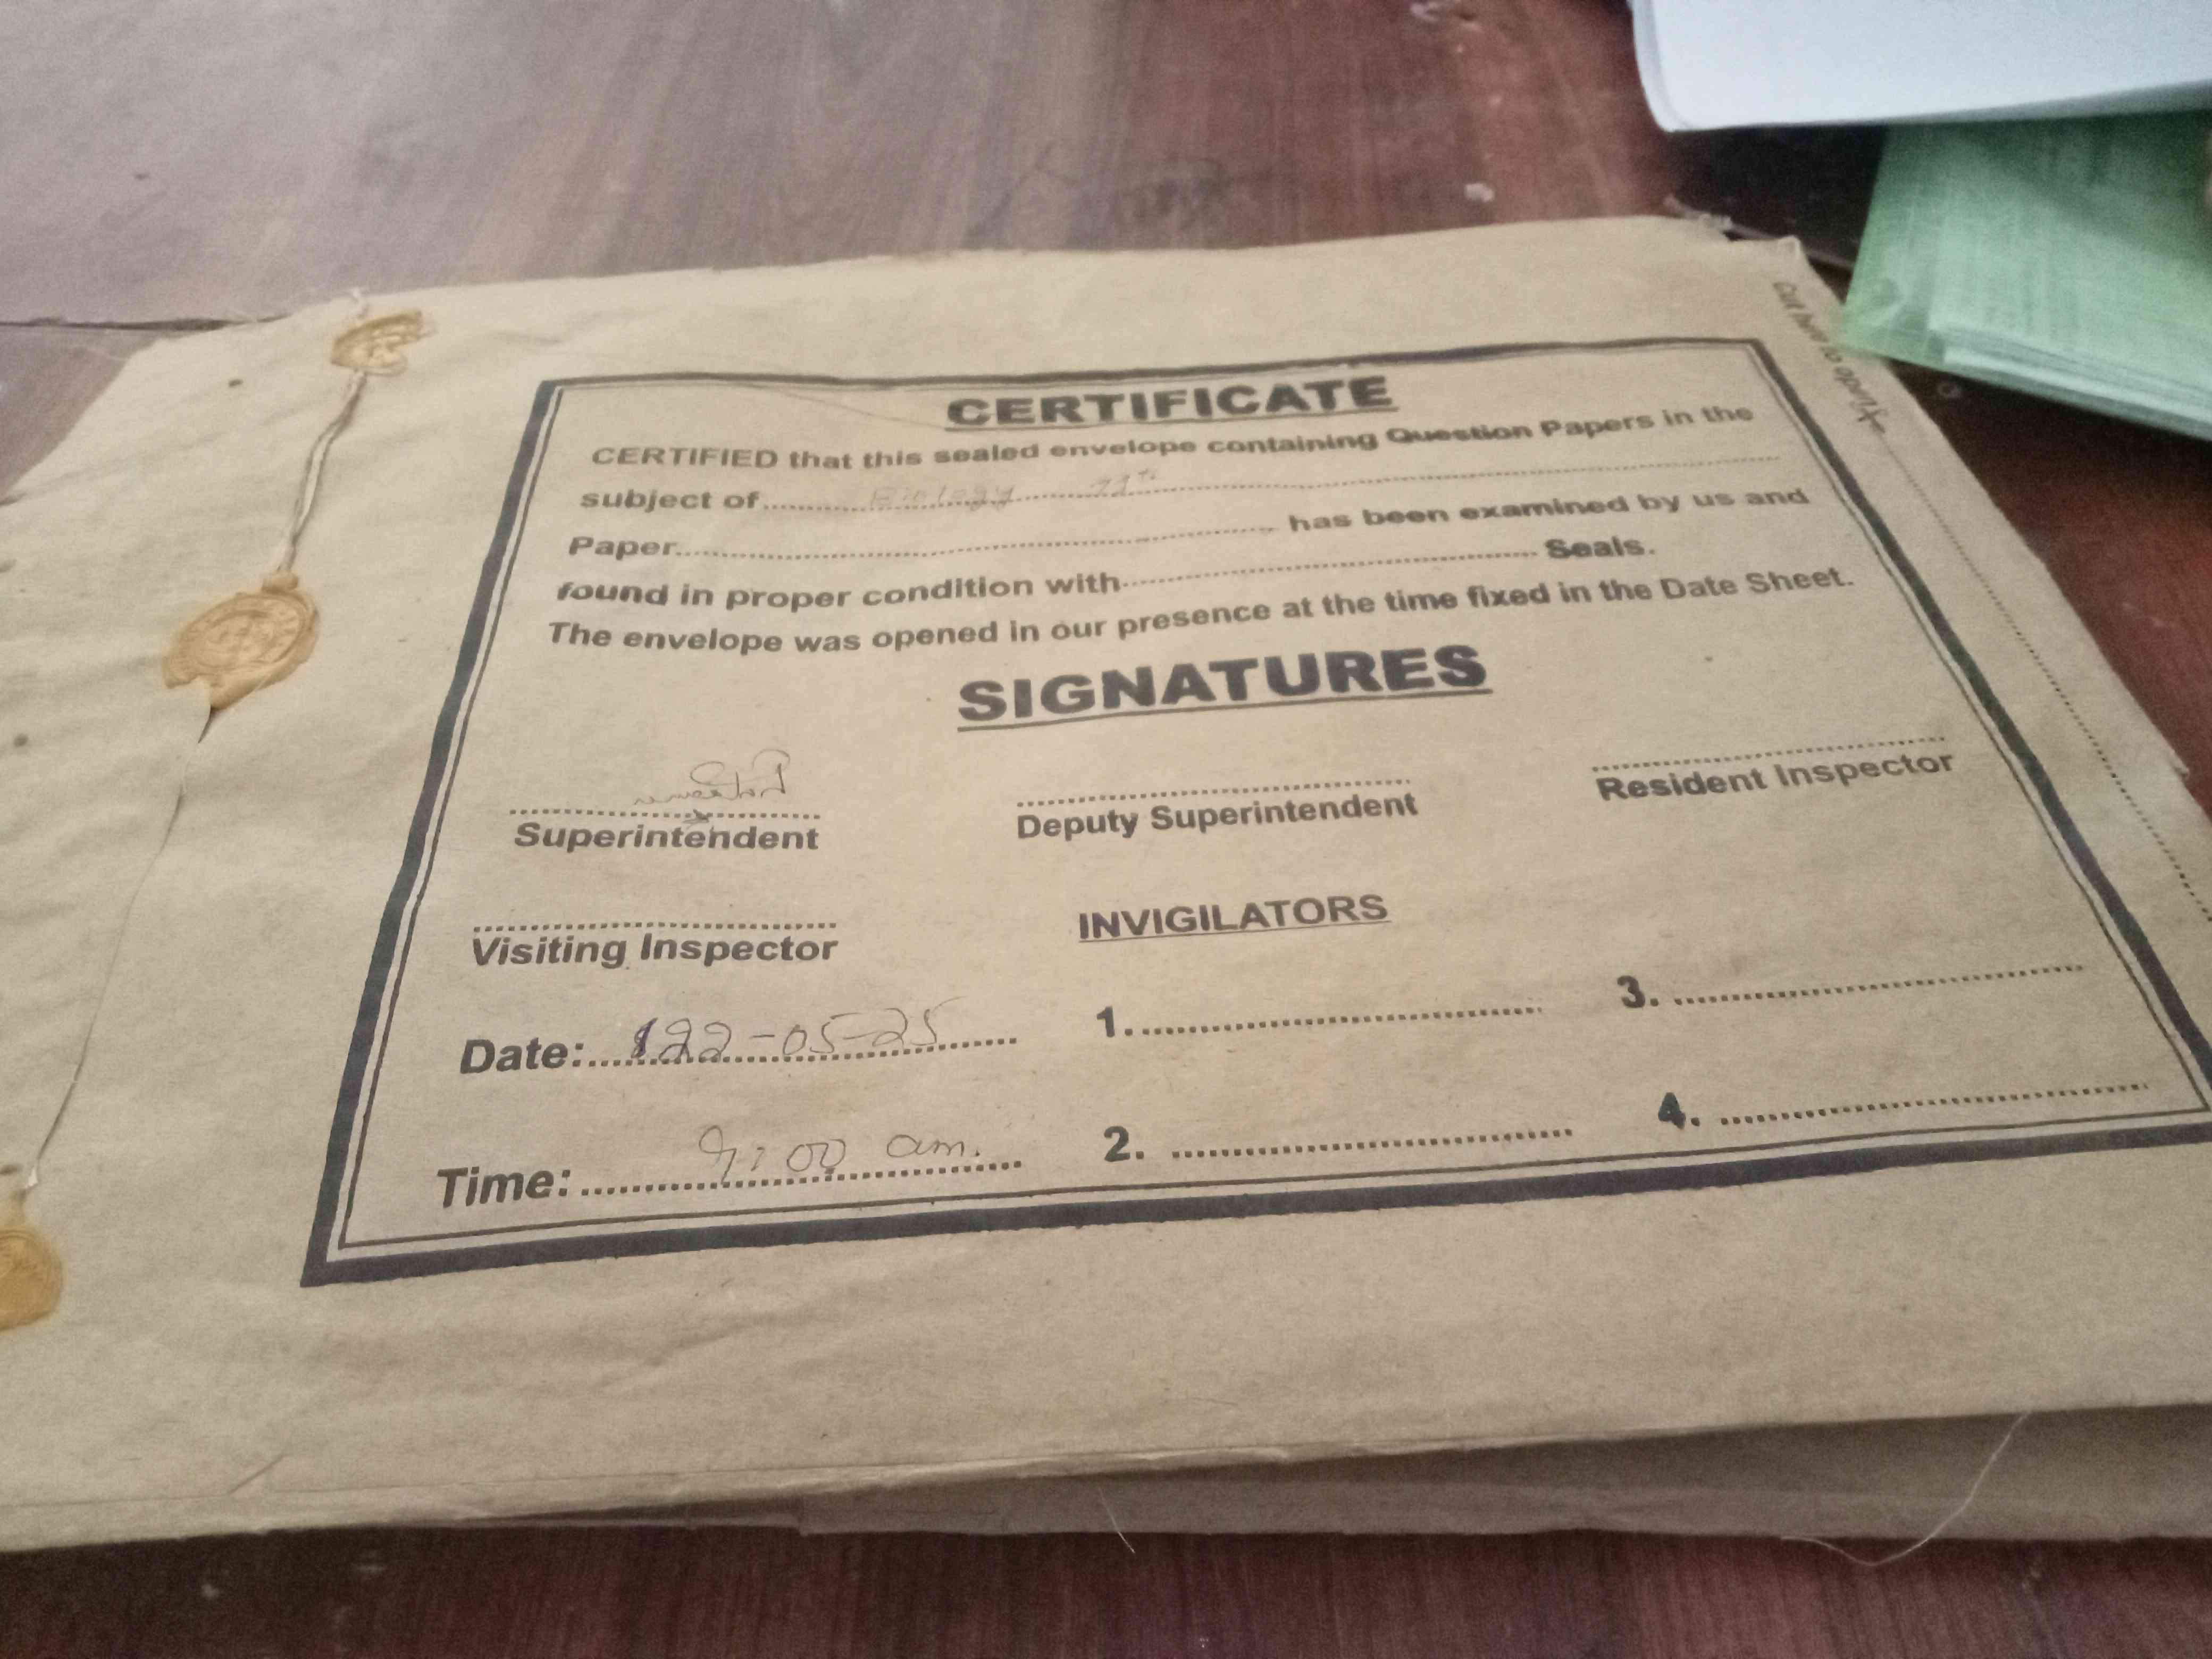 CERTIFICATE
CERTIFIED that this sealed envelope containing Question Papers in the
subject of Biology 11th
Paper has been examined by us and
found in proper condition with Seals.
The envelope was opened in our presence at the time fixed in the Date Sheet.
SIGNATURES
Superintendent
Deputy Superintendent
Resident Inspector
Visiting Inspector
INVIGILATORS
Date: 22-05-25
1.
3.
Time: 9:00 am.
2.
4.
Cut here to open